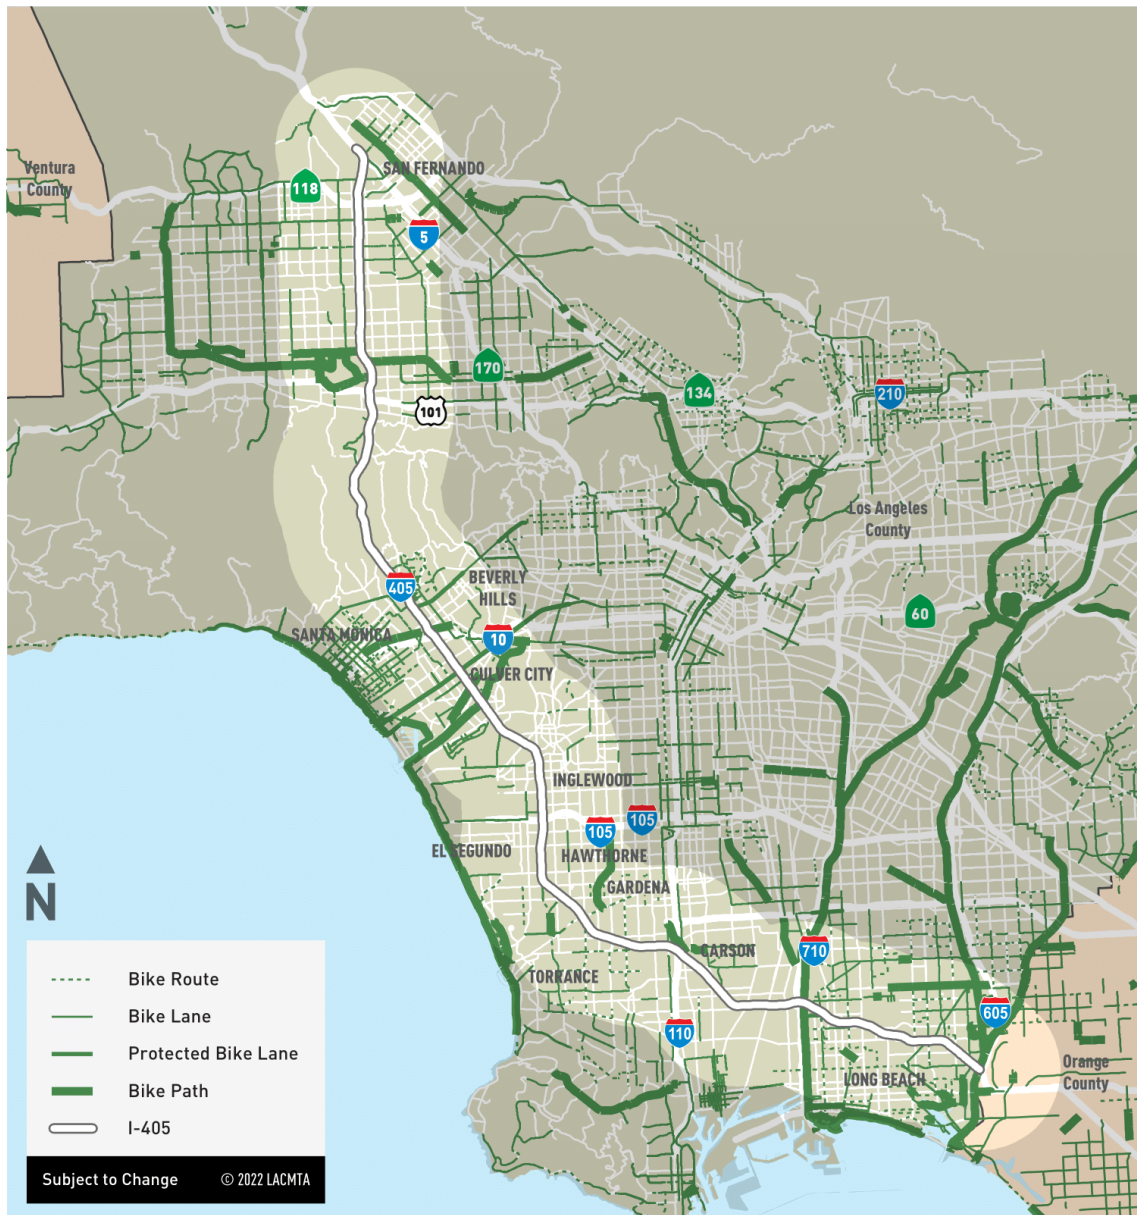 Ventura
County
SAN FERNANDO
118
5
170
134
210
101
Los Angeles
County
405
BEVERLY
HILLS
60
SANTA MONICA
10
CULVER CITY
INGLEWOOD
105
105
EL SEGUNDO
HAWTHORNE
GARDENA
N
CARSON
710
TORRANCE
605
110
Orange
County
LONG BEACH
Bike Route
Bike Lane
Protected Bike Lane
Bike Path
I-405
Subject to Change
© 2022 LACMTA